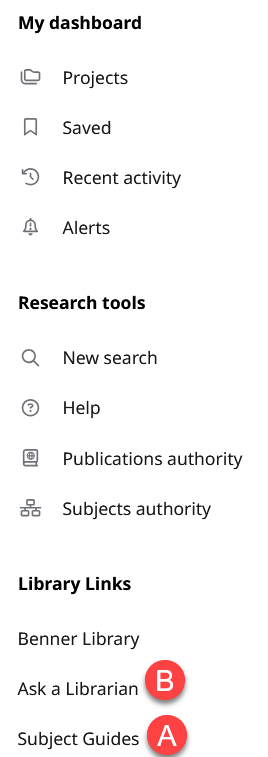 My dashboard
Projects
Saved
Recent activity
Alerts
Research tools
New search
Help
Publications authority
Subjects authority
Library Links
Benner Library
Ask a Librarian B
Subject Guides A